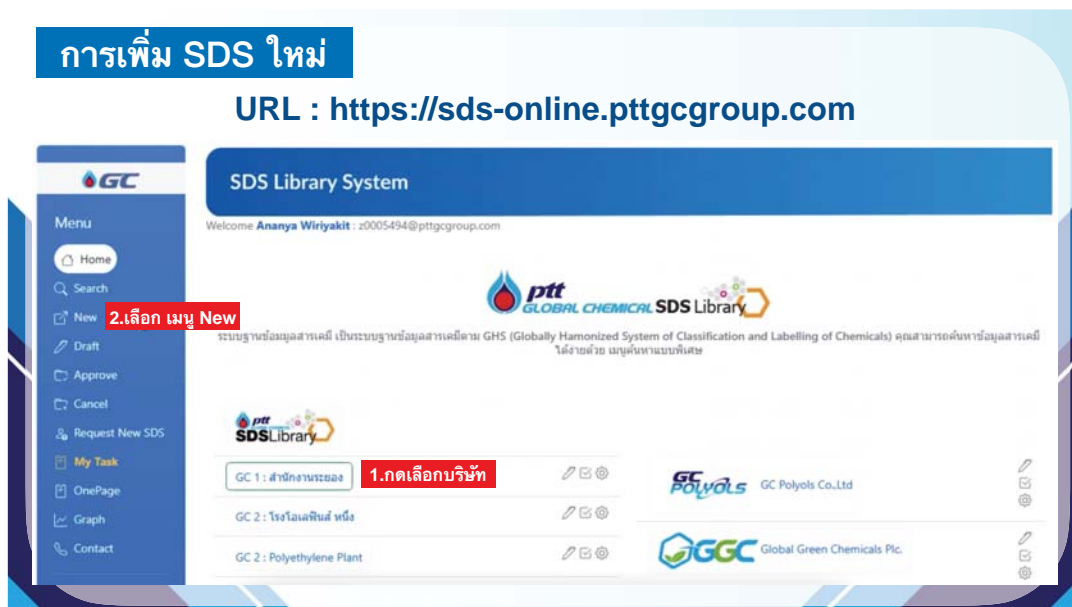 การเพิ่ม SDS ใหม่
URL : https://sds-online.pttgcgroup.com
GC
SDS Library System
Menu
Welcome Ananya Wiriyakit : z0005494@pttgcgroup.com
Home
Search
New
2.เลือก เมนู New
Draft
Approve
Cancel
Request New SDS
My Task
OnePage
Graph
Contact
ptt
GLOBAL CHEMICAL SDS Library
ระบบฐานข้อมมูลสารเคมี เป็นระบบฐานข้อมูลสารเคมีตาม GHS (Globally Hamonized System of Classification and Labelling of Chemicals) คุณสามารถค้นหาข้อมูลสารเคมี
ได้ง่ายด้วย เมนูค้นหาแบบพิเศษ
ptt
SDSLibrary
GC 1 : สำนักงานระยอง
1.กดเลือกบริษัท
GC 2 : โรงโอเลฟินส์ หนึ่ง
GC 2 : Polyethylene Plant
GC
POLYOLS
GC Polyols Co.,Ltd
GGC
Global Green Chemicals Plc.